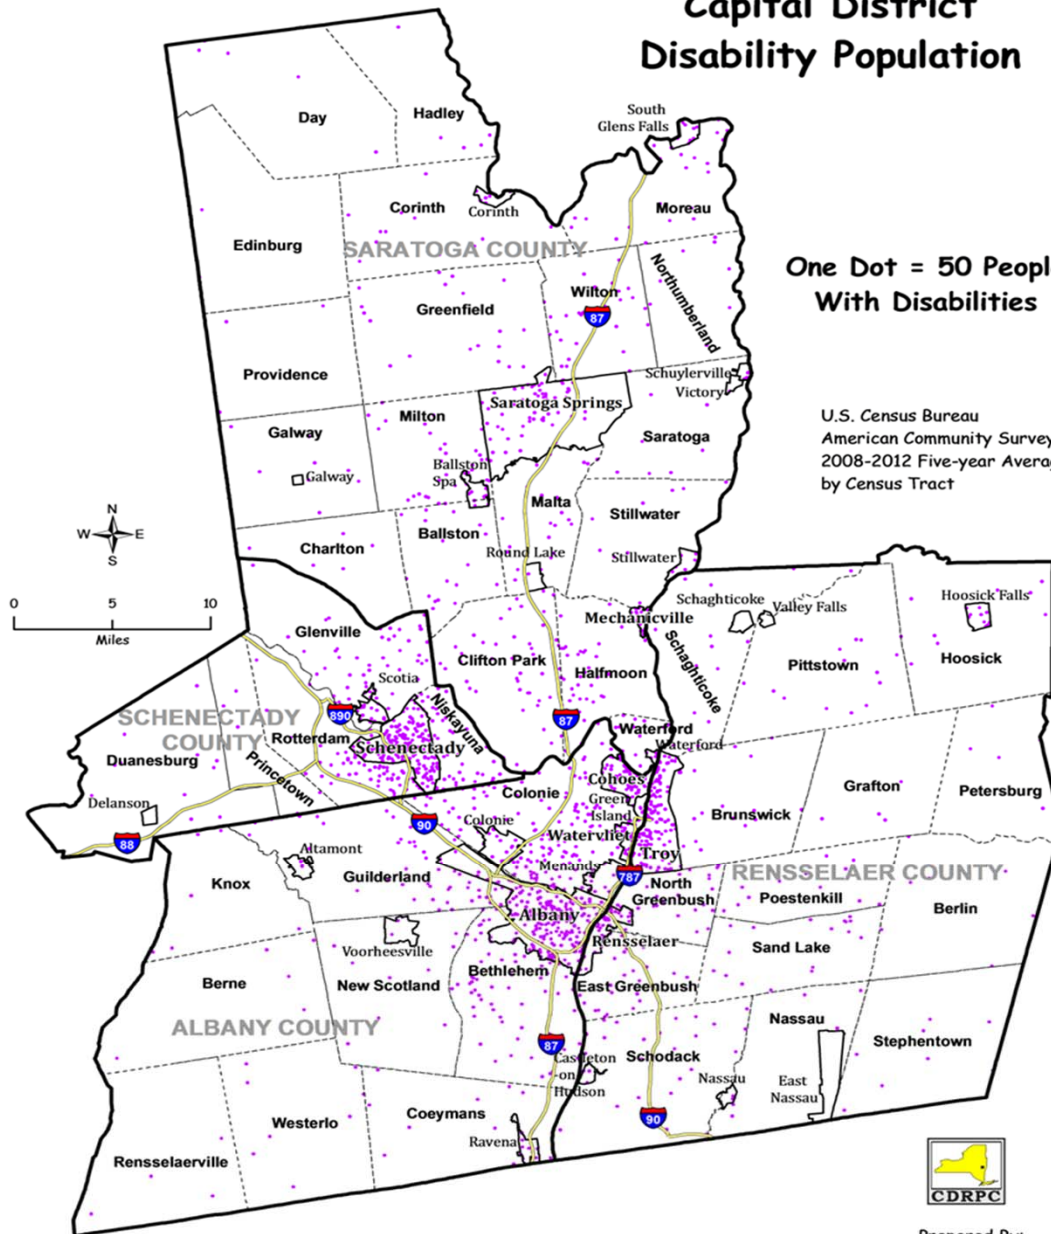 Capital District
Disability Population
South
Glens Falls
Day
Hadley
Corinth
Corinth
Moreau
Edinburg
SARATOGA COUNTY
Northumberland
One Dot = 50 Peopl
With Disabilities
Wilton
87
Greenfield
Providence
Schuylerville
Victory
Saratoga Springs
Milton
Galway
Galway
Saratoga
U.S. Census Bureau
American Community Survey
2008-2012 Five-year Avera
by Census Tract
Ballston
Spa
Malta
Stillwater
N
W E
S
Ballston
Charlton
Round Lake
Stillwater
0 5 10
Miles
Schaghticoke
Valley Falls
Hoosick Falls
Mechanicville
Glenville
Schaghticoke
Clifton Park
Halfmoon
Pittstown
Hoosick
Scotia
Niskayuna
890
87
SCHENECTADY
COUNTY
Rotterdam
Schenectady
Waterford
Waterford
Duanesburg
Princetown
Cohoes
Colonie
Green
Island
Grafton
Petersburg
Delanson
88
90
Colonie
Watervliet
Brunswick
Altamont
Menands
Troy
787
Knox
Guilderland
North
Greenbush
RENSSELAER COUNTY
Poestenkill
Berlin
Albany
Voorheesville
Rensselaer
Sand Lake
Bethlehem
Berne
New Scotland
East Greenbush
ALBANY COUNTY
Nassau
87
Stephentown
Castleton
-on-
Hudson
Schodack
Nassau
East
Nassau
Westerlo
Coeymans
Ravena
90
Rensselaerville
CDRPC